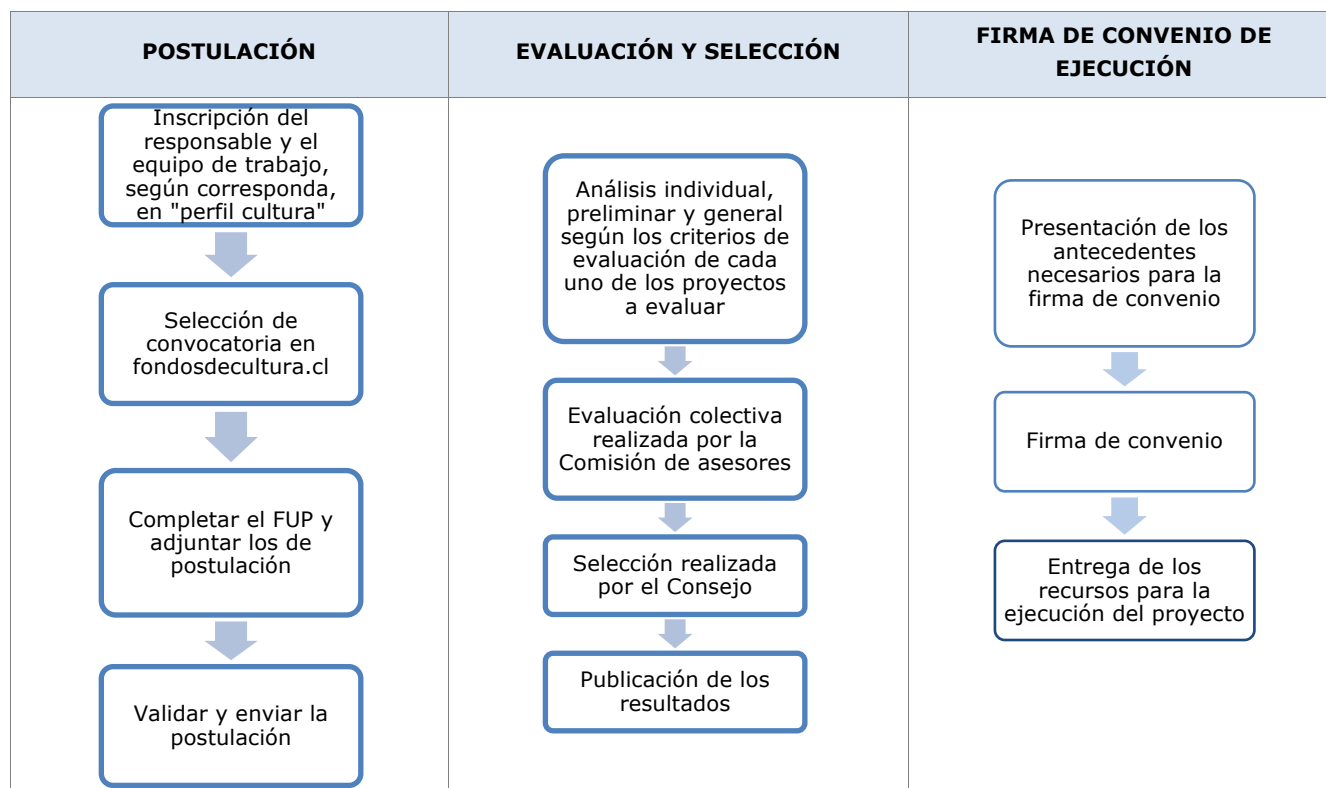 POSTULACIÓN
EVALUACIÓN Y SELECCIÓN
FIRMA DE CONVENIO DE
EJECUCIÓN
Inscripción del
responsable y el
equipo de trabajo,
según corresponda,
en "perfil cultura"
Selección de
convocatoria en
fondosdecultura.cl
Completar el FUP y
adjuntar los de
postulación
Validar y enviar la
postulación
Análisis individual,
preliminar y general
según los criterios de
evaluación de cada
uno de los proyectos
a evaluar
Evaluación colectiva
realizada por la
Comisión de asesores
Selección realizada
por el Consejo
Publicación de los
resultados
Presentación de los
antecedentes
necesarios para la
firma de convenio
Firma de convenio
Entrega de los
recursos para la
ejecución del proyecto